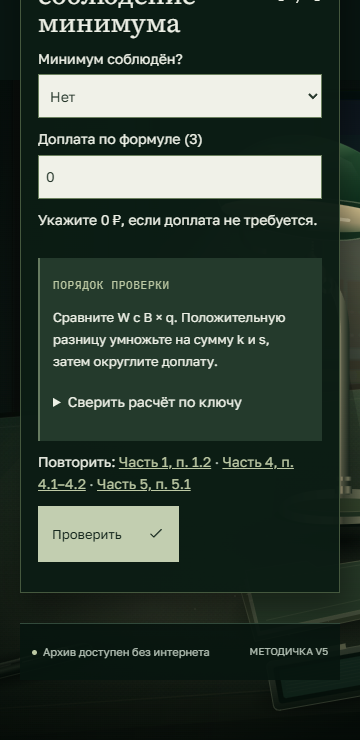 соблюдение
минимума
Минимум соблюдён?
Нет
Доплата по формуле (3)
0
Укажите 0 ₽, если доплата не требуется.
ПОРЯДОК ПРОВЕРКИ
Сравните W с B × q. Положительную
разницу умножьте на сумму k и s,
затем округлите доплату.
▶ Сверить расчёт по ключу
Повторить: Часть 1, п. 1.2 · Часть 4, п.
4.1–4.2 · Часть 5, п. 5.1
Проверить ✓
Архив доступен без интернета
МЕТОДИЧКА V5